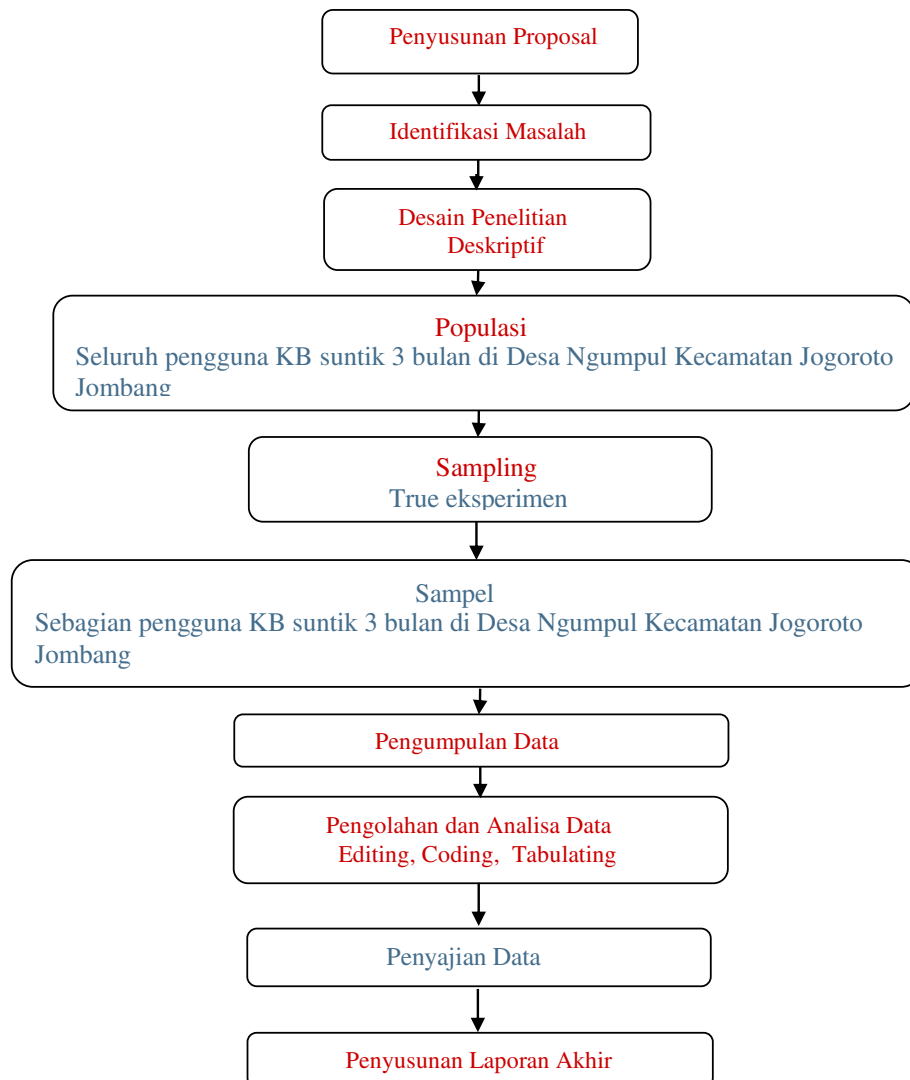 Penyusunan Proposal
Identifikasi Masalah
Desain Penelitian
Deskriptif
Populasi
Seluruh pengguna KB suntik 3 bulan di Desa Ngumpul Kecamatan Jogoroto
Jombang
Sampling
True eksperimen
Sampel
Sebagian pengguna KB suntik 3 bulan di Desa Ngumpul Kecamatan Jogoroto
Jombang
Pengumpulan Data
Pengolahan dan Analisa Data
Editing, Coding, Tabulating
Penyajian Data
Penyusunan Laporan Akhir